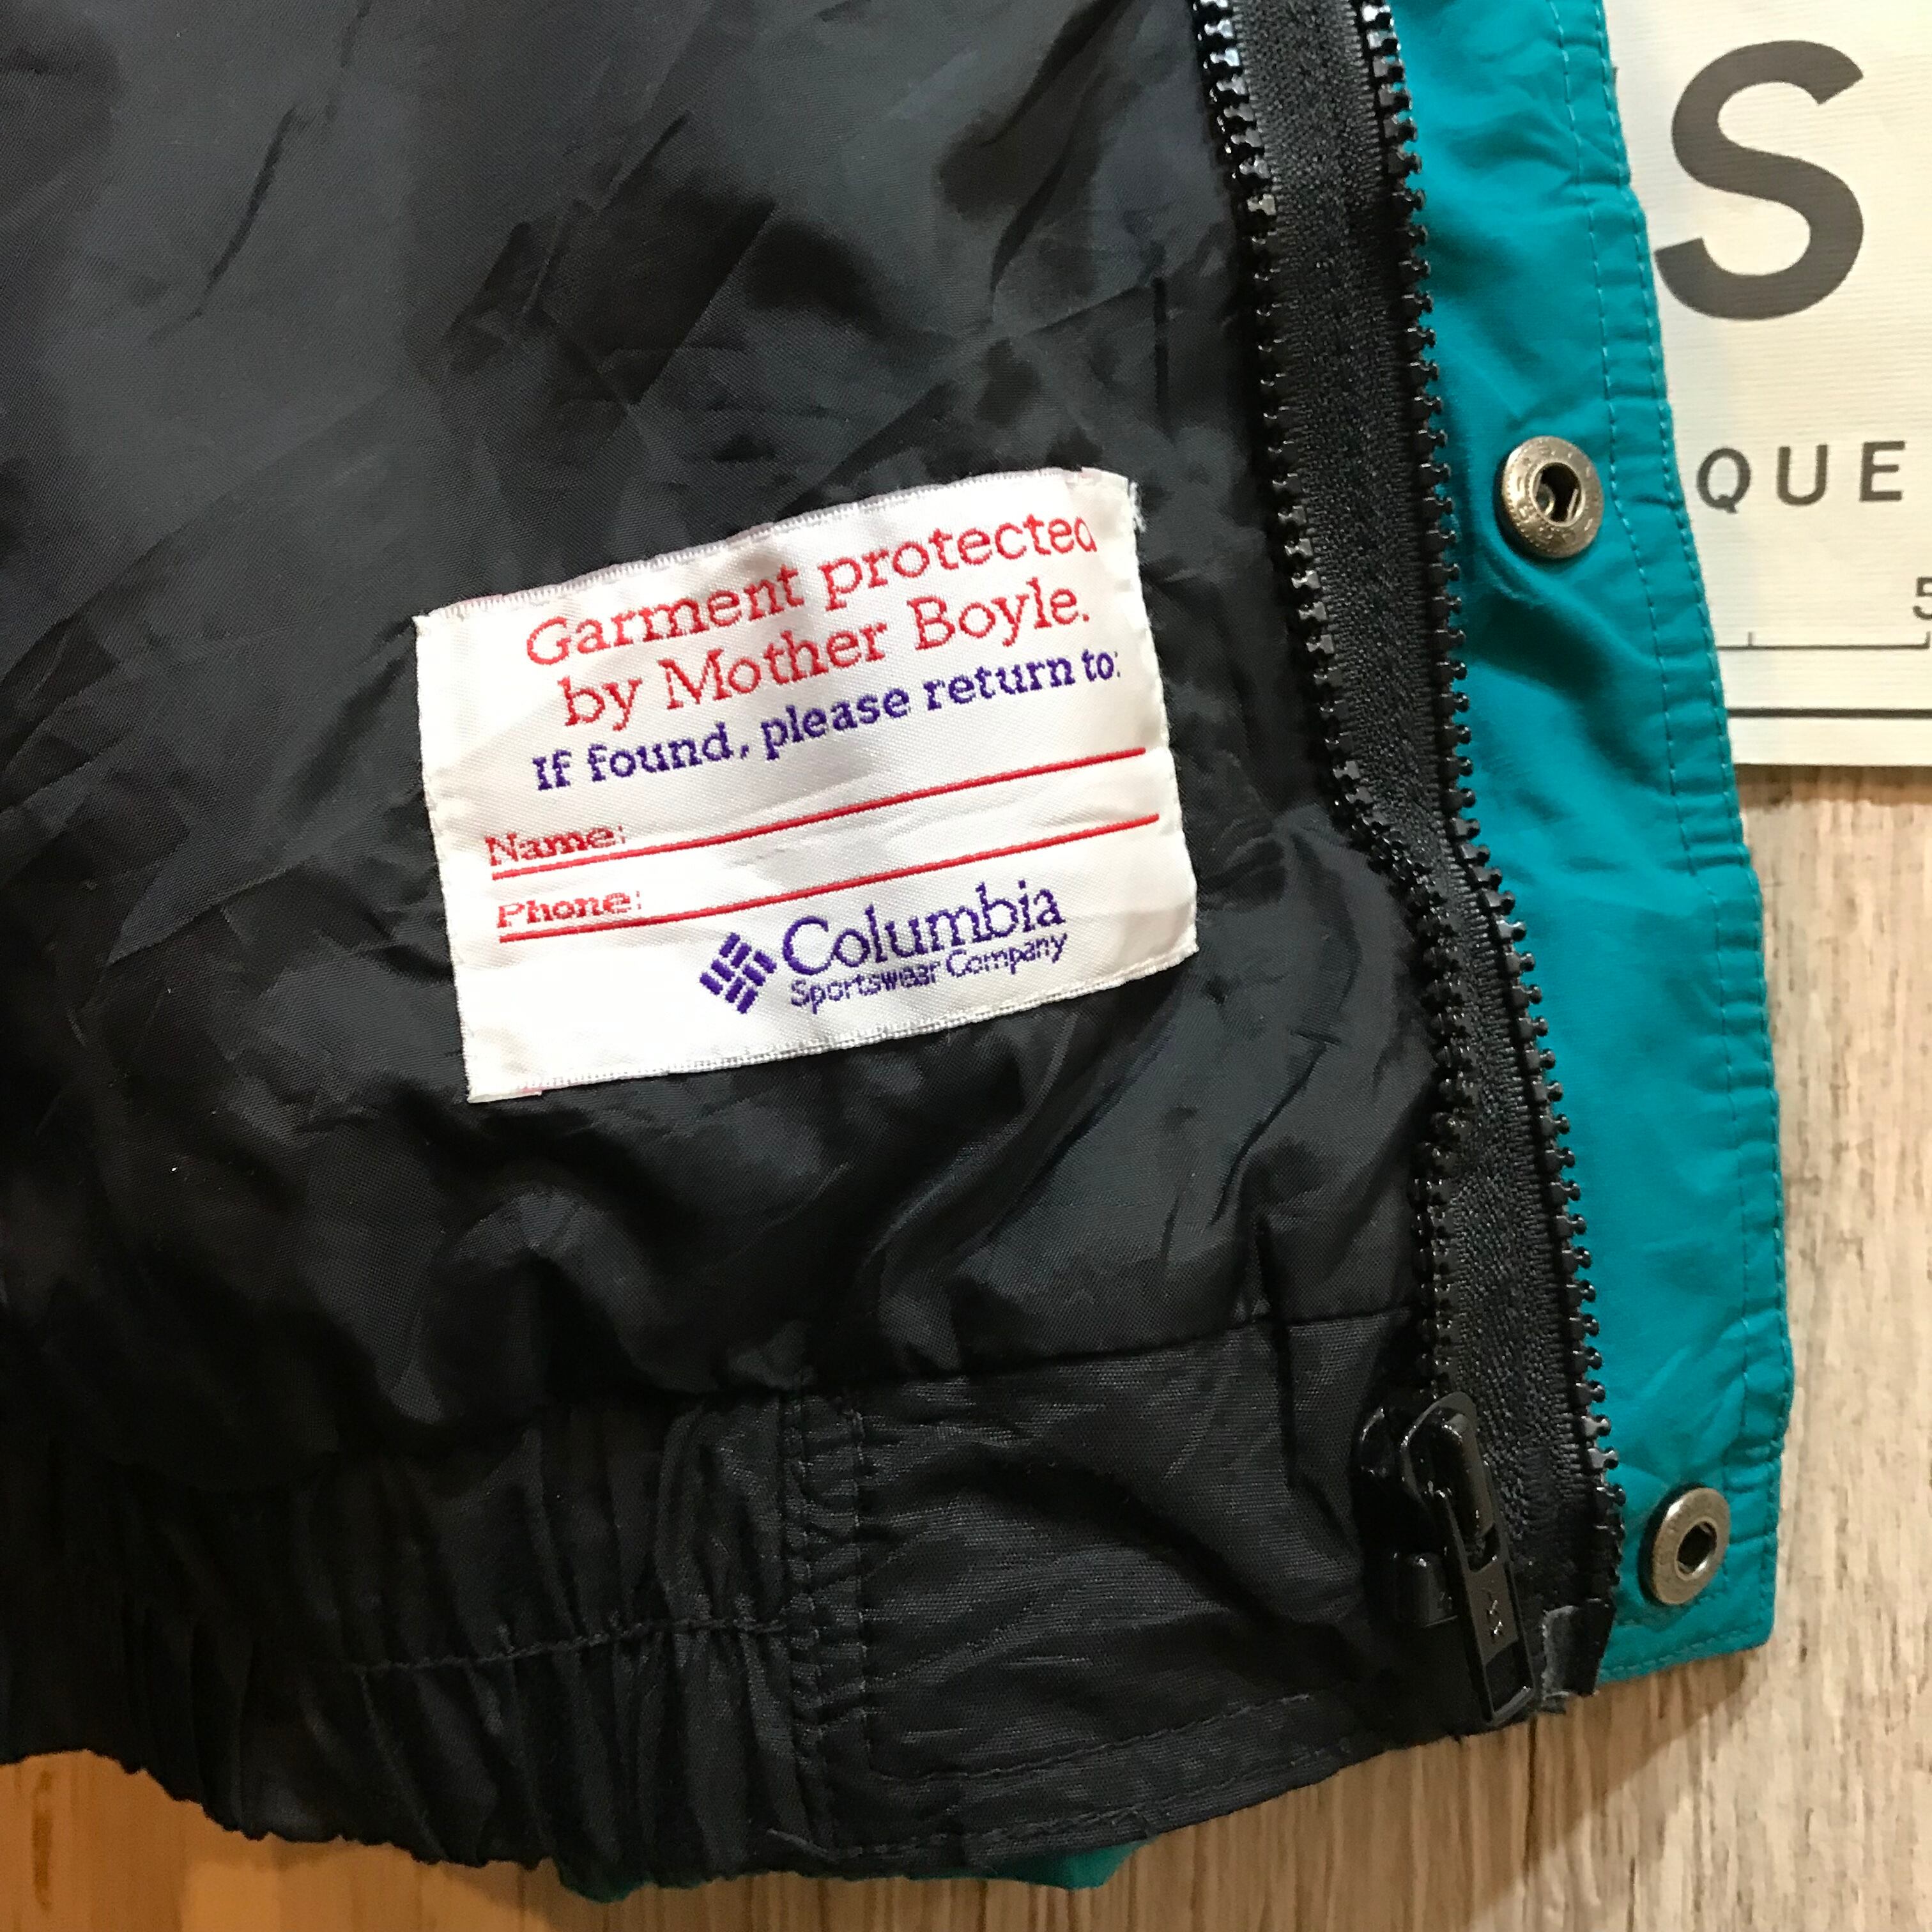 Garment protected
by Mother Boyle.
If found, please return to:
Name:
Phone:
Columbia
Sportswear Company
S
QUE
5